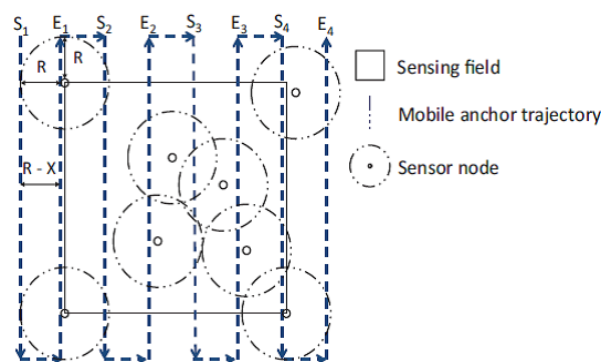 S1 E1 S2 E2 S3 E3 S4 E4
R
R
R - X
Sensing field
Mobile anchor trajectory
Sensor node